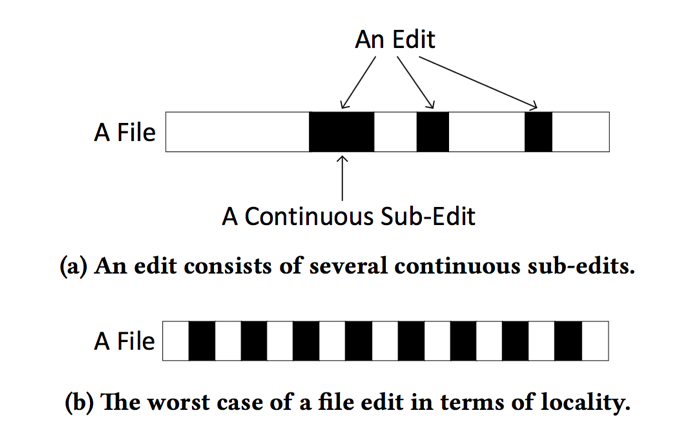 An Edit
A File
A Continuous Sub-Edit
(a) An edit consists of several continuous sub-edits.
A File
(b) The worst case of a file edit in terms of locality.